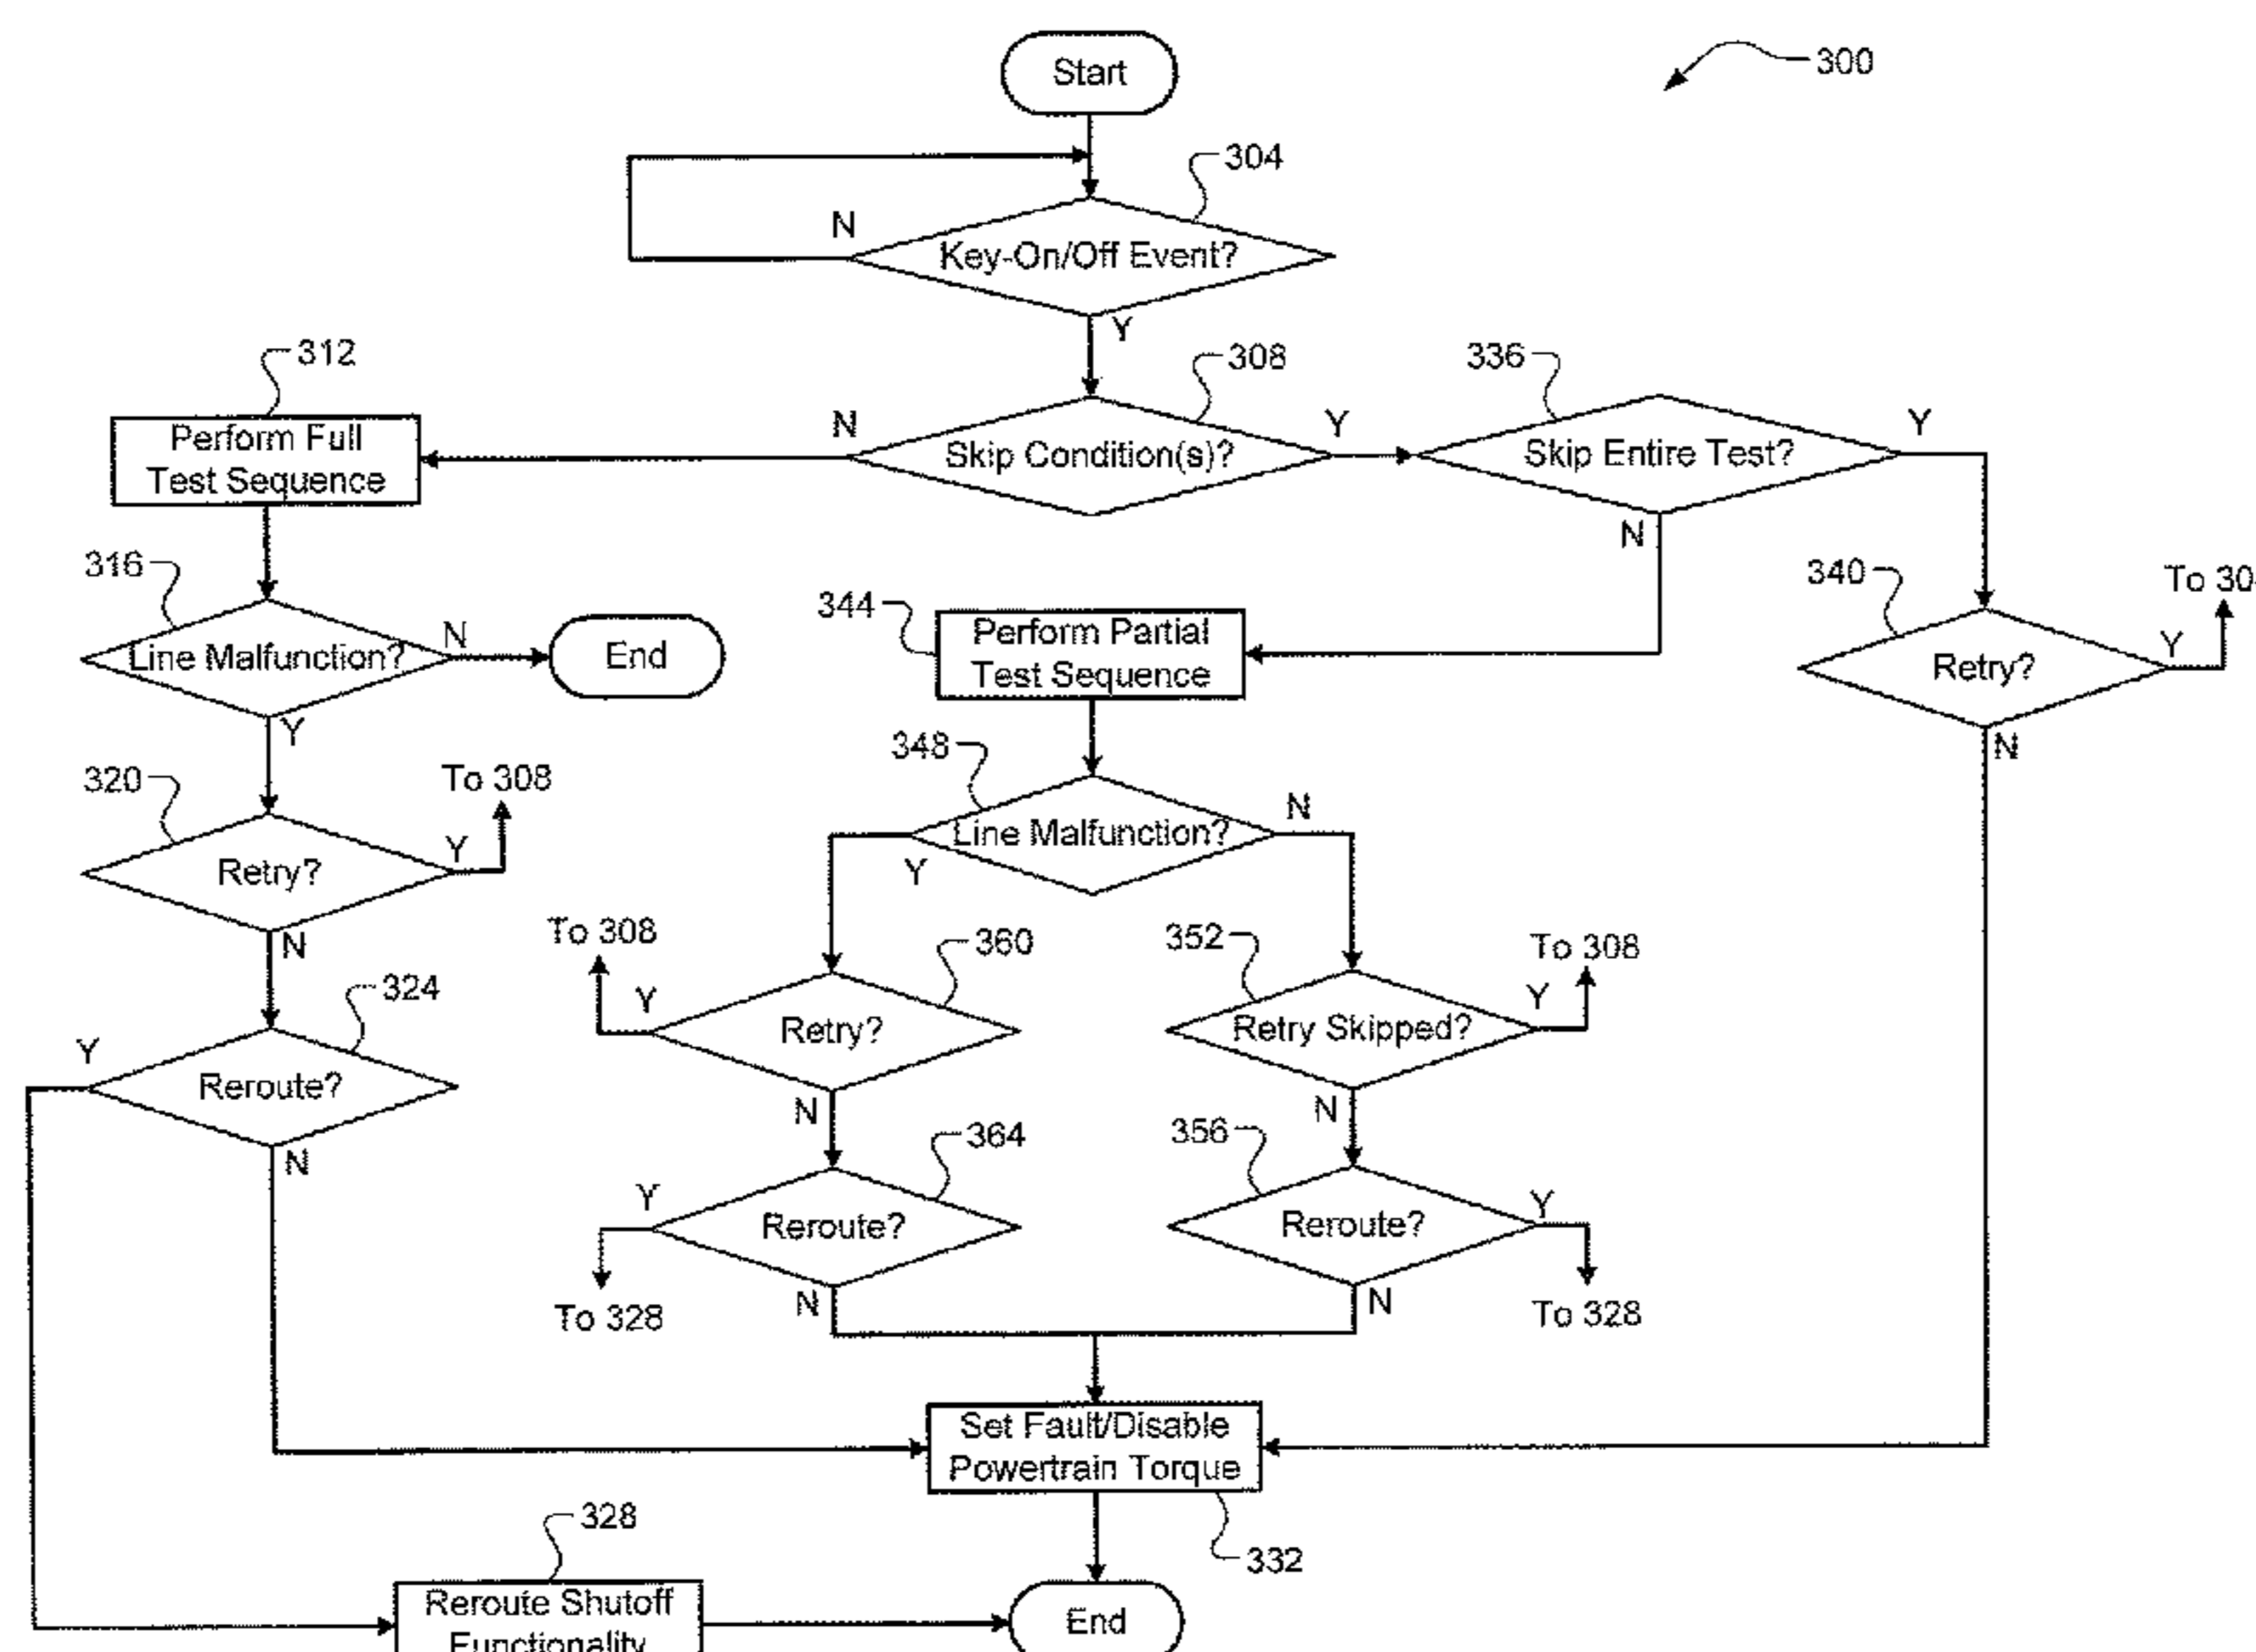 Start
300
304
N
Key-On/Off Event?
Y
312
308
336
Perform Full
Test Sequence
N
Skip Condition(s)?
Y
Skip Entire Test?
Y
N
316
344
Perform Partial
Test Sequence
340
Line Malfunction?
N
End
Retry?
Y
Y
N
348
320
To 308
Line Malfunction?
N
Y
Retry?
Y
N
To 308
360
352
To 308
324
Y
Retry?
Retry Skipped?
Y
Y
Reroute?
N
N
364
356
N
Y
Reroute?
Reroute?
Y
N
N
To 328
To 328
Set Fault/Disable
Powertrain Torque
328
332
Reroute Shutoff
Functionality
End